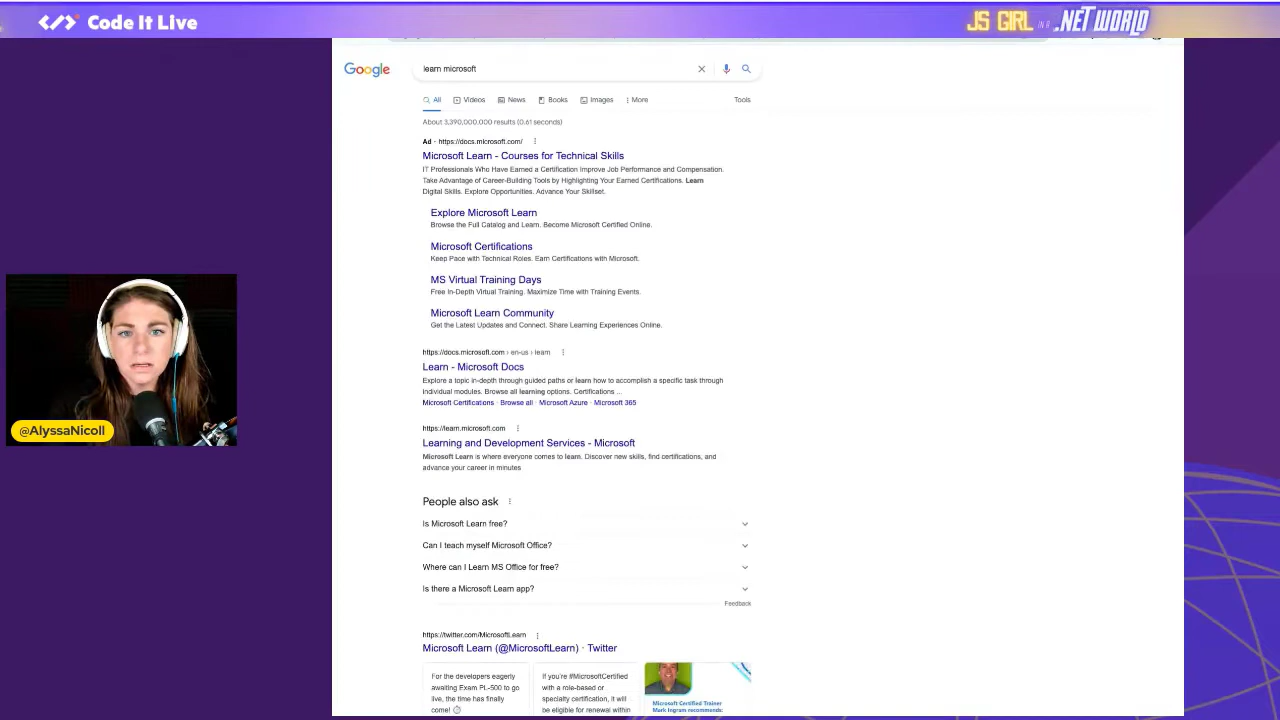 Code It Live
JS GIRL IN A .NET WORLD
Google
learn microsoft
All
Videos
News
Books
Images
More
Tools
About 3,390,000,000 results (0.61 seconds)
Ad · https://docs.microsoft.com/
Microsoft Learn - Courses for Technical Skills
IT Professionals Who Have Earned a Certification Improve Job Performance and Compensation.
Take Advantage of Career-Building Tools by Highlighting Your Earned Certifications. Learn
Digital Skills. Explore Opportunities. Advance Your Skillset.
Explore Microsoft Learn
Browse the Full Catalog and Learn. Become Microsoft Certified Online.
Microsoft Certifications
Keep Pace with Technical Roles. Earn Certifications with Microsoft.
MS Virtual Training Days
Free In-Depth Virtual Training. Maximize Time with Training Events.
Microsoft Learn Community
Get the Latest Updates and Connect. Share Learning Experiences Online.
https://docs.microsoft.com › en-us › learn
Learn - Microsoft Docs
Explore a topic in-depth through guided paths or learn how to accomplish a specific task through
individual modules. Browse all learning options. Certifications ...
Microsoft Certifications · Browse all · Microsoft Azure · Microsoft 365
https://learn.microsoft.com
Learning and Development Services - Microsoft
Microsoft Learn is where everyone comes to learn. Discover new skills, find certifications, and
advance your career in minutes
People also ask
Is Microsoft Learn free?
Can I teach myself Microsoft Office?
Where can I Learn MS Office for free?
Is there a Microsoft Learn app?
Feedback
https://twitter.com/MicrosoftLearn
Microsoft Learn (@MicrosoftLearn) · Twitter
For the developers eagerly
awaiting Exam PL-500 to go
live, the time has finally
come!
If you're #MicrosoftCertified
with a role-based or
specialty certification, it will
be eligible for renewal within
Microsoft Certified Trainer
Mark Ingram recommends:
@AlyssaNicoll